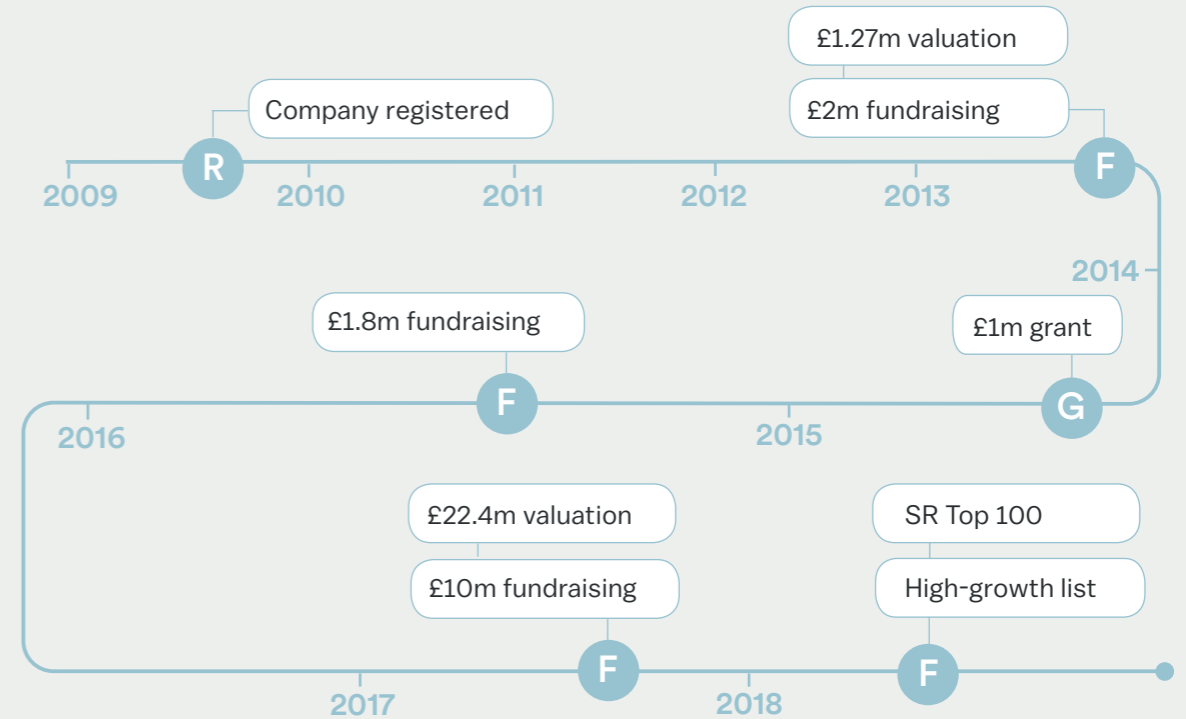 £1.27m valuation
Company registered
£2m fundraising
R
F
2009
2010
2011
2012
2013
2014
£1.8m fundraising
£1m grant
F
G
2016
2015
£22.4m valuation
SR Top 100
£10m fundraising
High-growth list
F
F
2017
2018